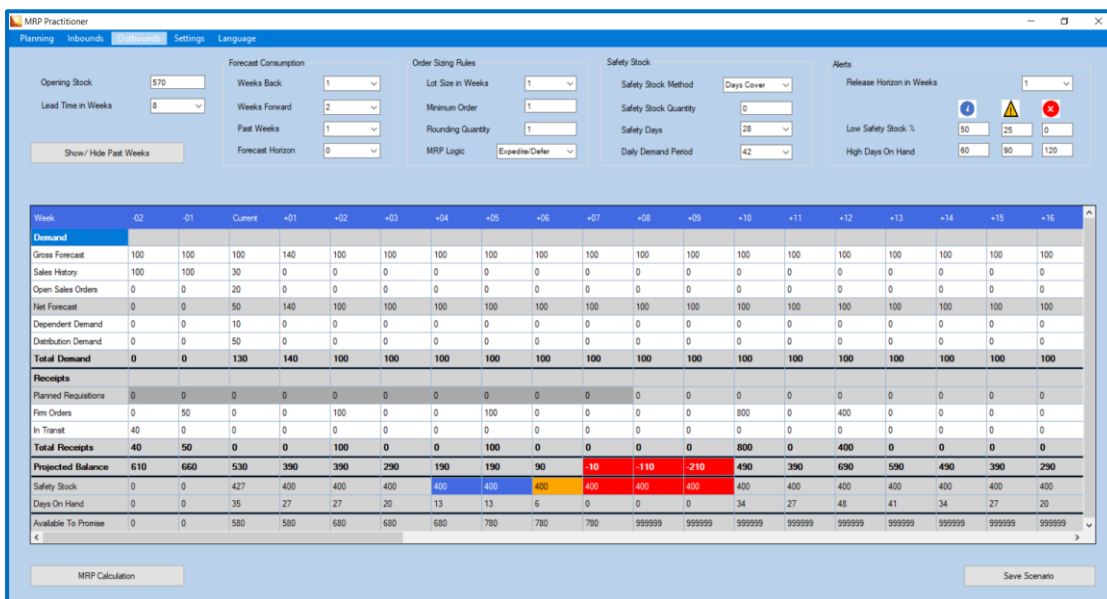 MRP Practitioner
Planning Inbounds Outbounds Settings Language
Forecast Consumption Order Sizing Rules Safety Stock Alerts
Opening Stock 570 Weeks Back 1 Lot Size in Weeks 1 Safety Stock Method Days Cover Release Horizon in Weeks 1
Lead Time in Weeks 8 Weeks Forward 2 Minimum Order 1 Safety Stock Quantity 0
Past Weeks 1 Rounding Quantity 1 Safety Days 28 Low Safety Stock % 50 25 0
Show/ Hide Past Weeks Forecast Horizon 0 MRP Logic Expedite/Defer Daily Demand Period 42 High Days On Hand 60 90 120
Week -02 -01 Current +01 +02 +03 +04 +05 +06 +07 +08 +09 +10 +11 +12 +13 +14 +15 +16
Demand
Gross Forecast 100 100 100 140 100 100 100 100 100 100 100 100 100 100 100 100 100 100 100
Sales History 100 100 30 0 0 0 0 0 0 0 0 0 0 0 0 0 0 0 0
Open Sales Orders 0 0 20 0 0 0 0 0 0 0 0 0 0 0 0 0 0 0 0
Net Forecast 0 0 50 140 100 100 100 100 100 100 100 100 100 100 100 100 100 100 100
Dependent Demand 0 0 10 0 0 0 0 0 0 0 0 0 0 0 0 0 0 0 0
Distribution Demand 0 0 50 0 0 0 0 0 0 0 0 0 0 0 0 0 0 0 0
Total Demand 0 0 130 140 100 100 100 100 100 100 100 100 100 100 100 100 100 100 100
Receipts
Planned Requisitions 0 0 0 0 0 0 0 0 0 0 0 0 0 0 0 0 0 0 0
Firm Orders 0 50 0 0 100 0 0 100 0 0 0 0 800 0 400 0 0 0 0
In Transit 40 0 0 0 0 0 0 0 0 0 0 0 0 0 0 0 0 0 0
Total Receipts 40 50 0 0 100 0 0 100 0 0 0 0 800 0 400 0 0 0 0
Projected Balance 610 660 530 390 390 290 190 190 90 -10 -110 -210 490 390 690 590 490 390 290
Safety Stock 0 0 427 400 400 400 400 400 400 400 400 400 400 400 400 400 400 400 400
Days On Hand 0 0 35 27 27 20 13 13 6 0 0 0 34 27 48 41 34 27 20
Available To Promise 0 0 580 580 680 680 680 780 780 780 999999 999999 999999 999999 999999 999999 999999 999999 999999
MRP Calculation Save Scenario